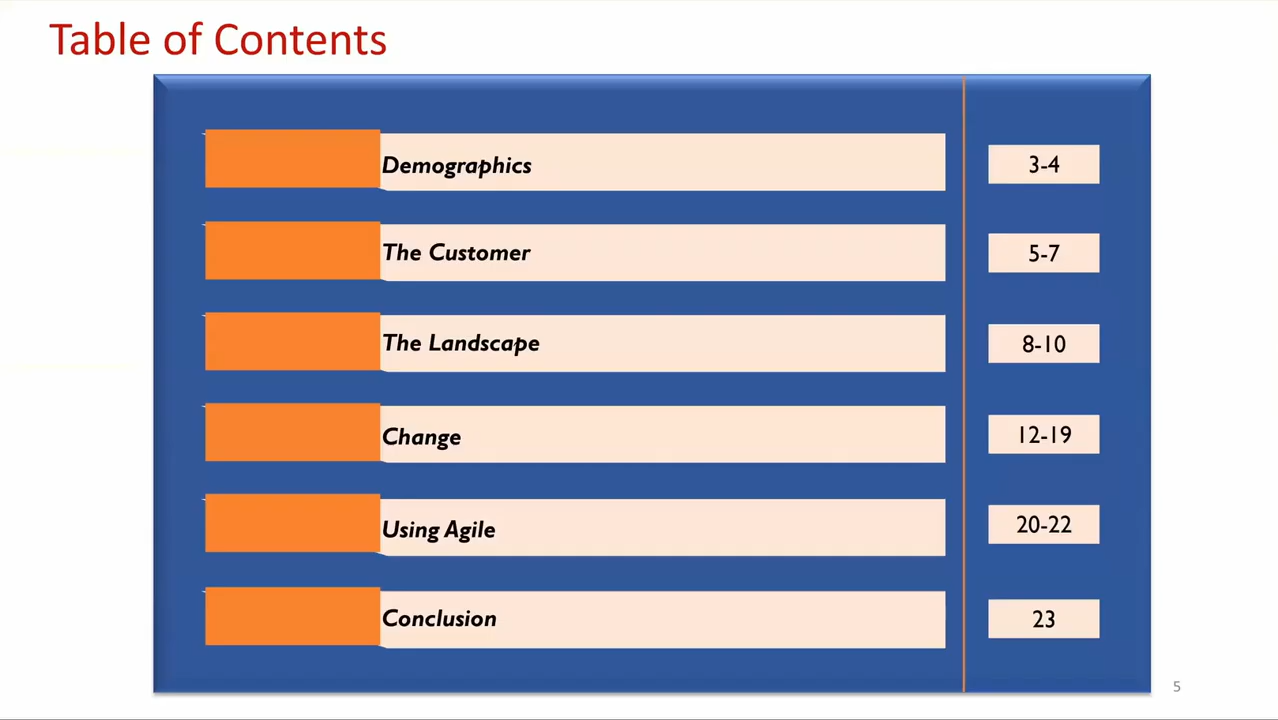 Table of Contents
Demographics 3-4
The Customer 5-7
The Landscape 8-10
Change 12-19
Using Agile 20-22
Conclusion 23
5